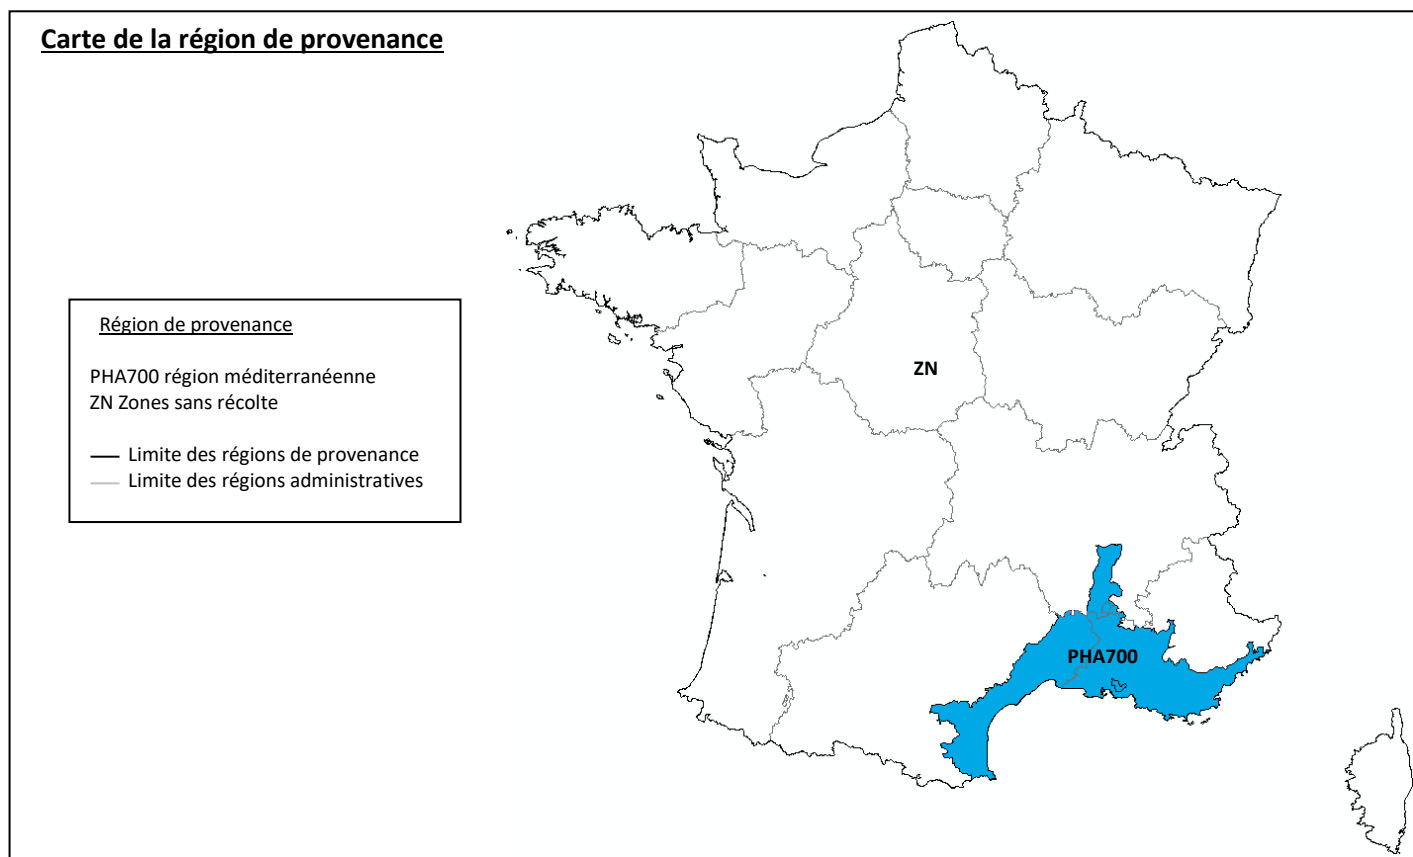 Carte de la région de provenance
Région de provenance
PHA700 région méditerranéenne
ZN Zones sans récolte
Limite des régions de provenance
Limite des régions administratives
ZN
PHA700